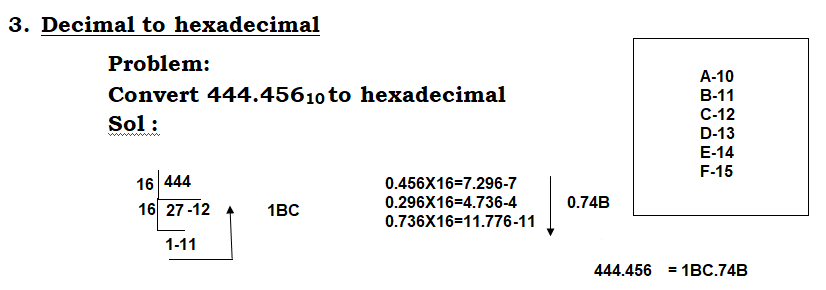 3. Decimal to hexadecimal
Problem:
Convert 444.456₁₀ to hexadecimal
Sol :
A-10
B-11
C-12
D-13
E-14
F-15
16 444
16 27 -12
1-11
1BC
0.456X16=7.296-7
0.296X16=4.736-4
0.736X16=11.776-11
0.74B
444.456 = 1BC.74B